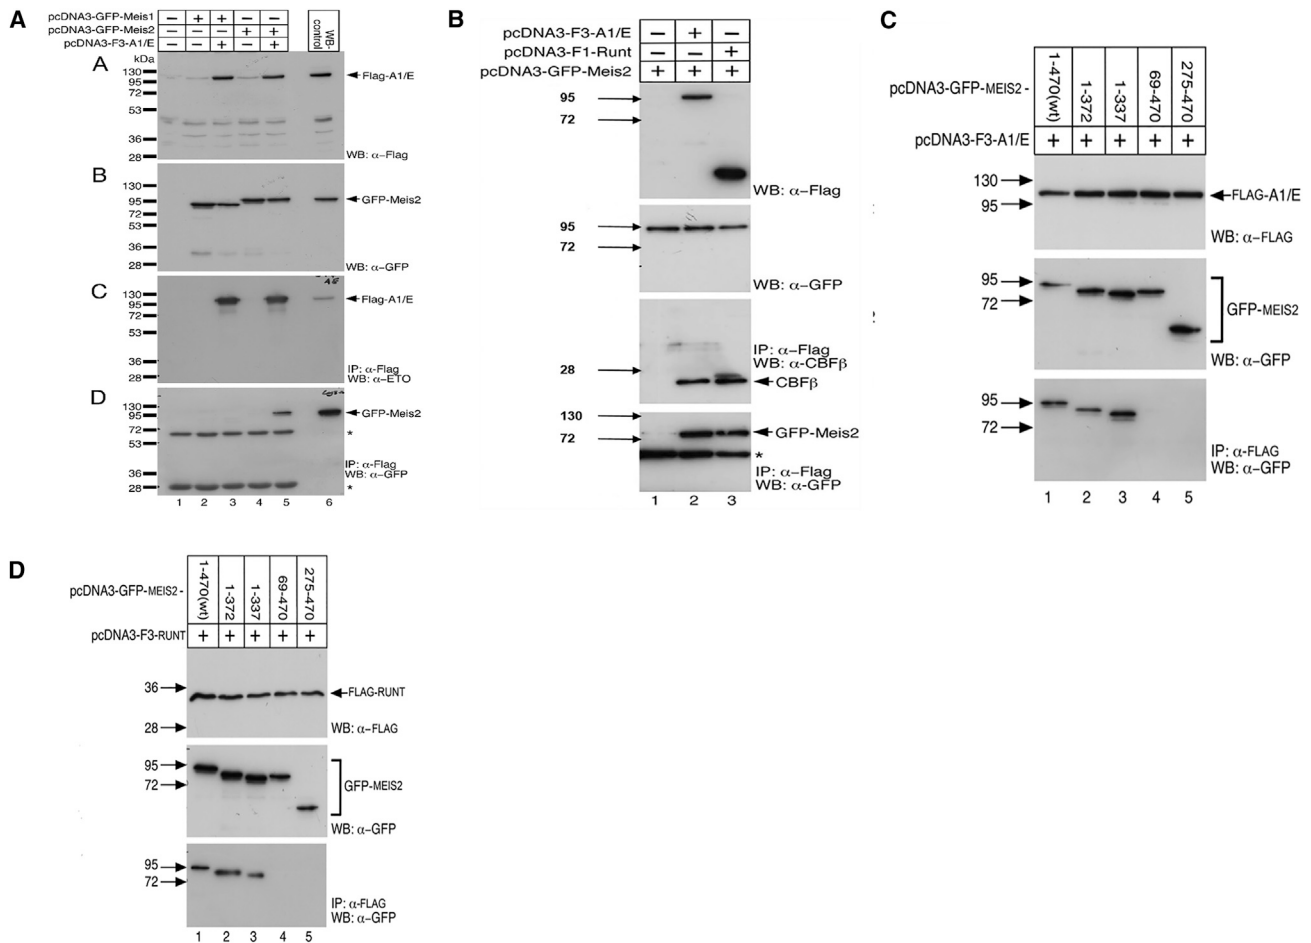 A
pcDNA3-GFP-Meis1 – + + – –
pcDNA3-GFP-Meis2 – – – + +
pcDNA3-F3-A1/E – – + – +
WB-control
kDa
A
130
95
72
53
36
28
Flag-A1/E
WB: α-Flag
B
130
95
72
53
36
28
GFP-Meis2
WB: α-GFP
C
130
95
72
53
36
28
Flag-A1/E
IP: α-Flag
WB: α-ETO
D
130
95
72
53
36
28
GFP-Meis2
*
IP: α-Flag
WB: α-GFP
*
1 2 3 4 5 6
B
pcDNA3-F3-A1/E – + –
pcDNA3-F1-Runt – – +
pcDNA3-GFP-Meis2 + + +
95
72
WB: α-Flag
95
72
WB: α-GFP
IP: α-Flag
WB: α-CBFβ
28
CBFβ
130
72
GFP-Meis2
*
IP: α-Flag
WB: α-GFP
1 2 3
C
pcDNA3-GFP-MEIS2 - 1-470(wt) 1-372 1-337 69-470 275-470
pcDNA3-F3-A1/E + + + + +
130
95
FLAG-A1/E
WB: α-FLAG
95
72
GFP-MEIS2
WB: α-GFP
95
72
IP: α-FLAG
WB: α-GFP
1 2 3 4 5
D
pcDNA3-GFP-MEIS2 - 1-470(wt) 1-372 1-337 69-470 275-470
pcDNA3-F3-RUNT + + + + +
36
28
FLAG-RUNT
WB: α-FLAG
95
72
GFP-MEIS2
WB: α-GFP
95
72
IP: α-FLAG
WB: α-GFP
1 2 3 4 5